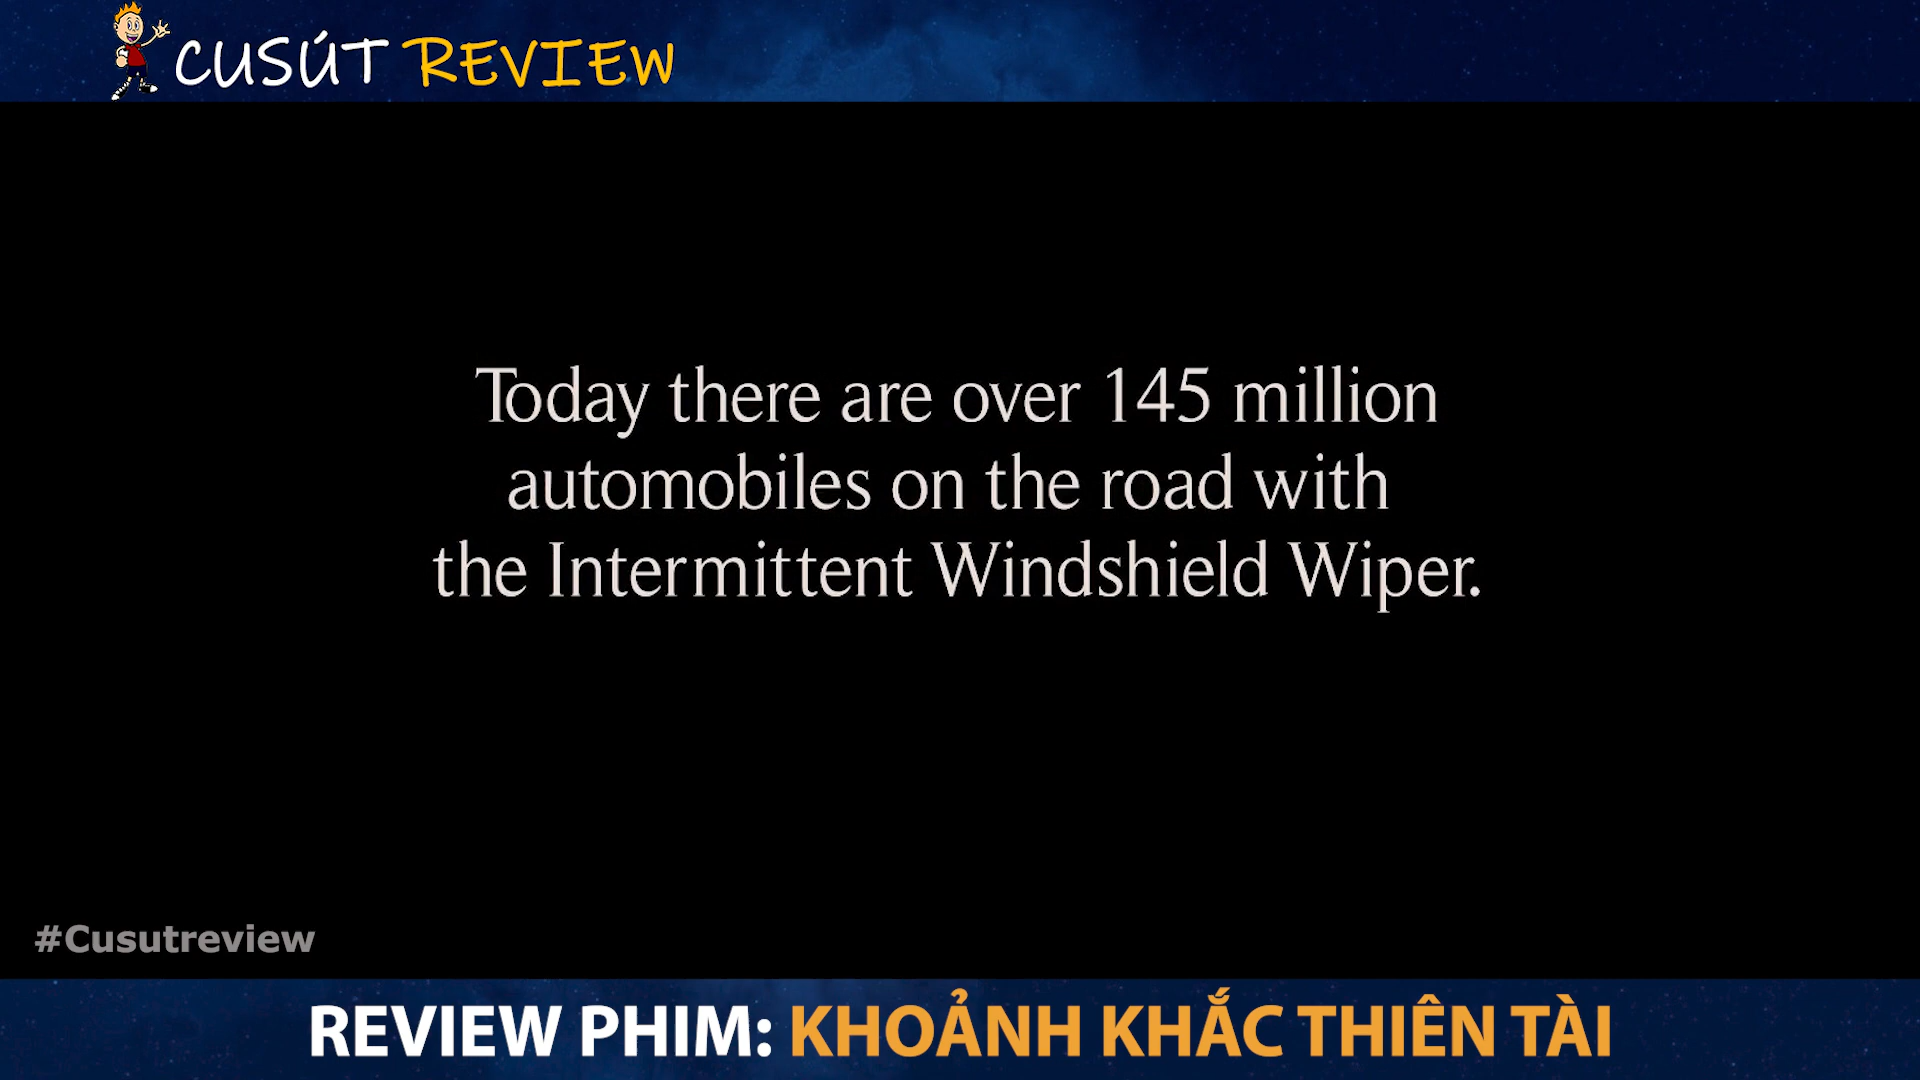 CUSÚT REVIEW
Today there are over 145 million
automobiles on the road with
the Intermittent Windshield Wiper.
#Cusutreview
REVIEW PHIM: KHOẢNH KHẮC THIÊN TÀI